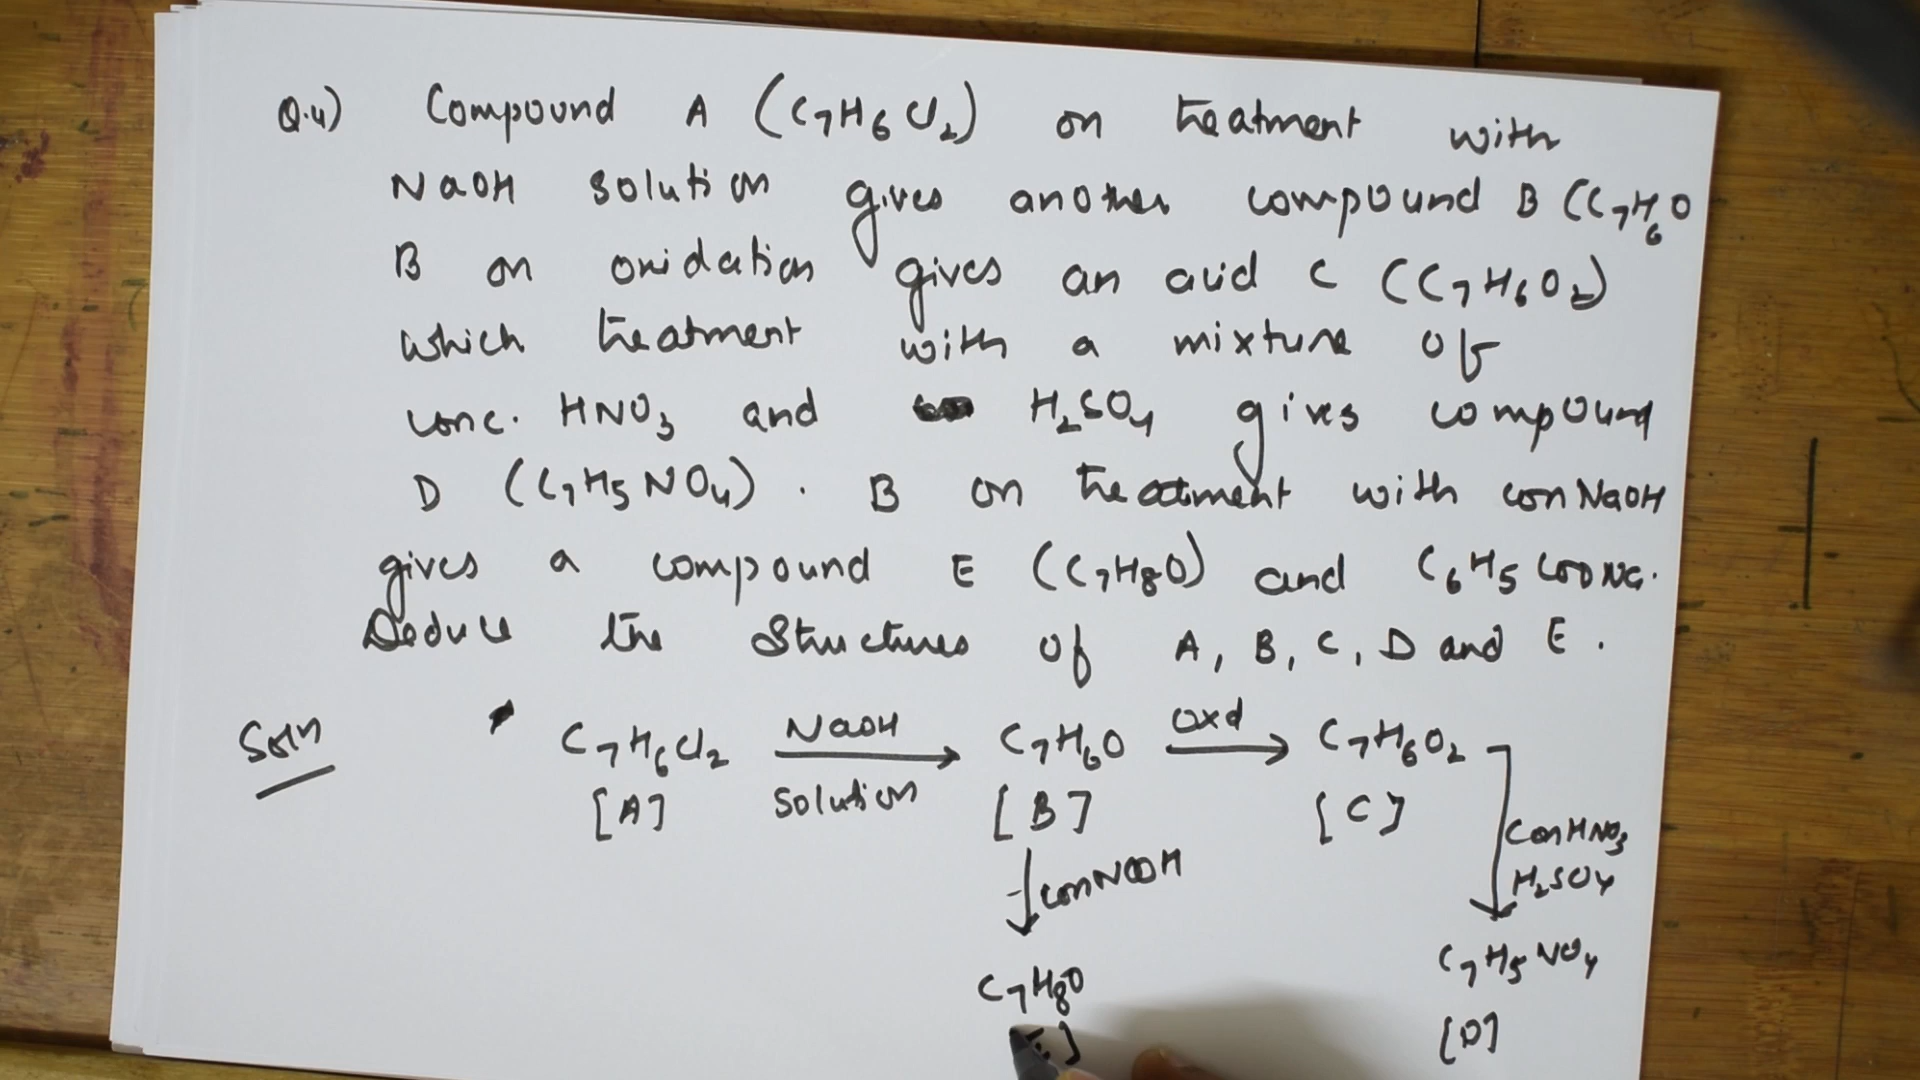 Q.4) Compound A (C₇H₆Cl₂) on treatment with
NaOH solution gives another compound B (C₇H₆O
B on oxidation gives an acid C (C₇H₆O₂)
which treatment with a mixture of
conc. HNO₃ and H₂SO₄ gives compound
D (C₇H₅NO₄). B on treatment with con NaOH
gives a compound E (C₇H₈O) and C₆H₅COONa.
Deduce the structures of A, B, C, D and E.
Soln
C₇H₆Cl₂ NaOH solution → C₇H₆O oxd → C₇H₆O₂
[A] [B] [C]
con NaOH
con HNO₃
H₂SO₄
C₇H₈O C₇H₅NO₄
[E] [D]